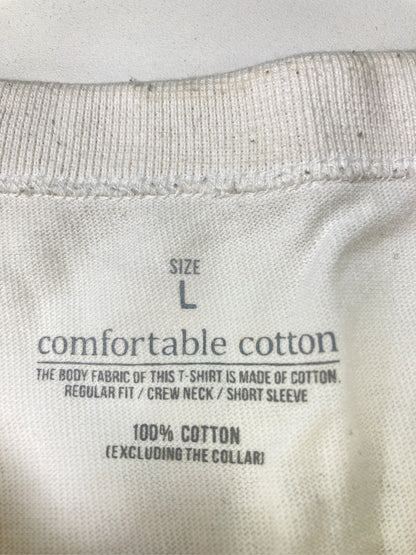 SIZE
L
comfortable cotton
THE BODY FABRIC OF THIS T-SHIRT IS MADE OF COTTON.
REGULAR FIT / CREW NECK / SHORT SLEEVE
100% COTTON
(EXCLUDING THE COLLAR)